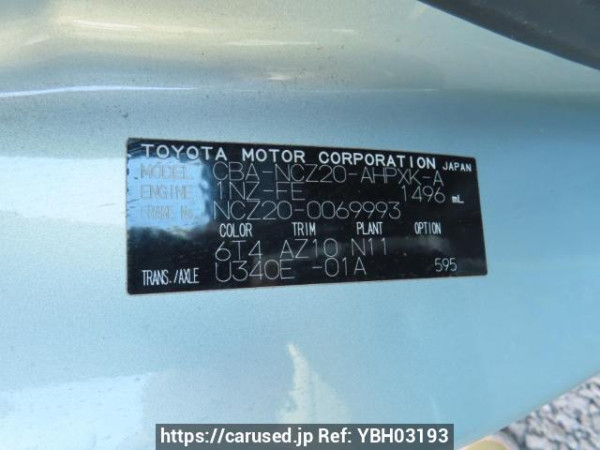 TOYOTA MOTOR CORPORATION JAPAN
MODEL CBA-NCZ20-AHPXK-A
ENGINE 1NZ-FE 1496 mL
FRAME No. NCZ20-0069993
COLOR TRIM PLANT OPTION
6T4 AZ10 N11
TRANS./AXLE U340E -01A 595
https://carused.jp Ref: YBH03193